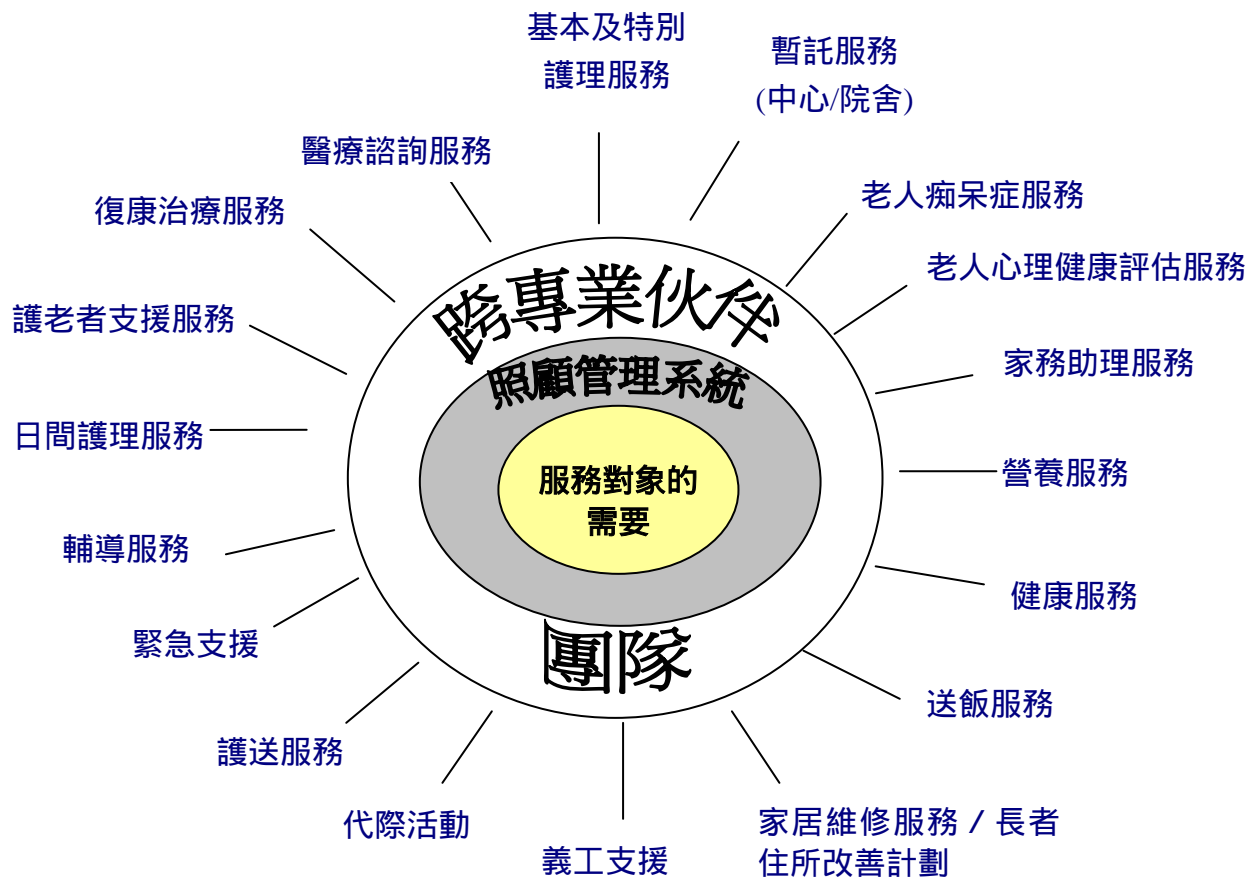 基本及特別
護理服務
暫託服務
(中心/院舍)
醫療諮詢服務
老人痴呆症服務
復康治療服務
老人心理健康評估服務
護老者支援服務
家務助理服務
日間護理服務
營養服務
輔導服務
健康服務
緊急支援
送飯服務
護送服務
代際活動
義工支援
家居維修服務 / 長者
住所改善計劃
跨專業伙伴
照顧管理系統
服務對象的
需要
團隊